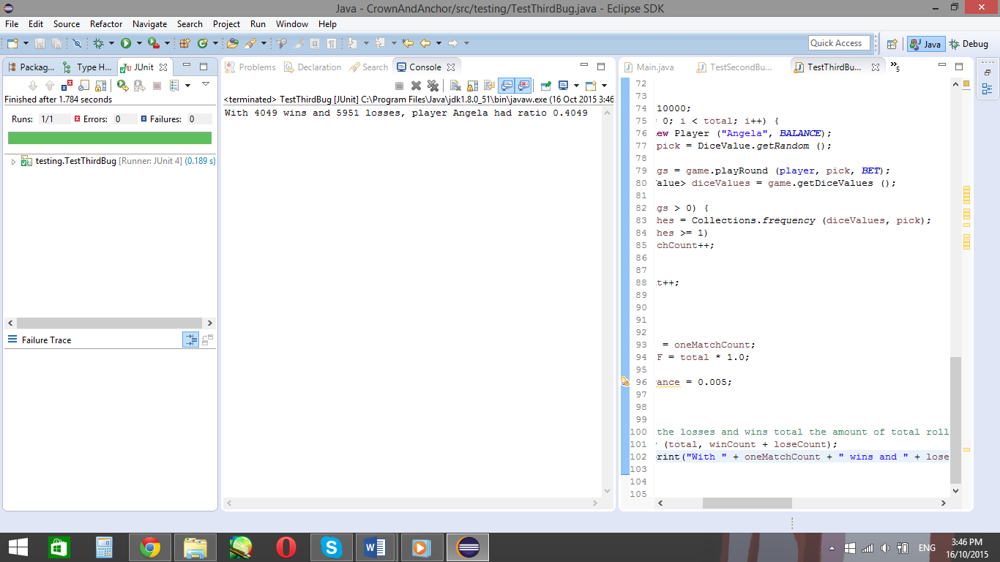 Java - CrownAndAnchor/src/testing/TestThirdBug.java - Eclipse SDK
File Edit Source Refactor Navigate Search Project Run Window Help
Quick Access
Java
Debug
Packag...
Type H...
JUnit
Finished after 1.784 seconds
Runs: 1/1 Errors: 0 Failures: 0
testing.TestThirdBug [Runner: JUnit 4] (0.189 s)
Failure Trace
Problems Declaration Search Console
<terminated> TestThirdBug [JUnit] C:\Program Files\Java\jdk1.8.0_51\bin\javaw.exe (16 Oct 2015 3:46
With 4049 wins and 5951 losses, player Angela had ratio 0.4049
Main.java TestSecondBu... TestThirdBu... »5
72
73
74 10000;
75 = 0; i < total; i++) {
76 ew Player ("Angela", BALANCE);
77 pick = DiceValue.getRandom ();
78
79 gs = game.playRound (player, pick, BET);
80 alue> diceValues = game.getDiceValues ();
81
82 gs > 0) {
83 hes = Collections.frequency (diceValues, pick);
84 hes >= 1)
85 chCount++;
86
87
88 t++;
89
90
91
92
93 = oneMatchCount;
94 F = total * 1.0;
95
96 ance = 0.005;
97
98
99
100 the losses and wins total the amount of total roll
101 (total, winCount + loseCount);
102 rint("With " + oneMatchCount + " wins and " + lose
103
104
105
ENG
3:46 PM
16/10/2015